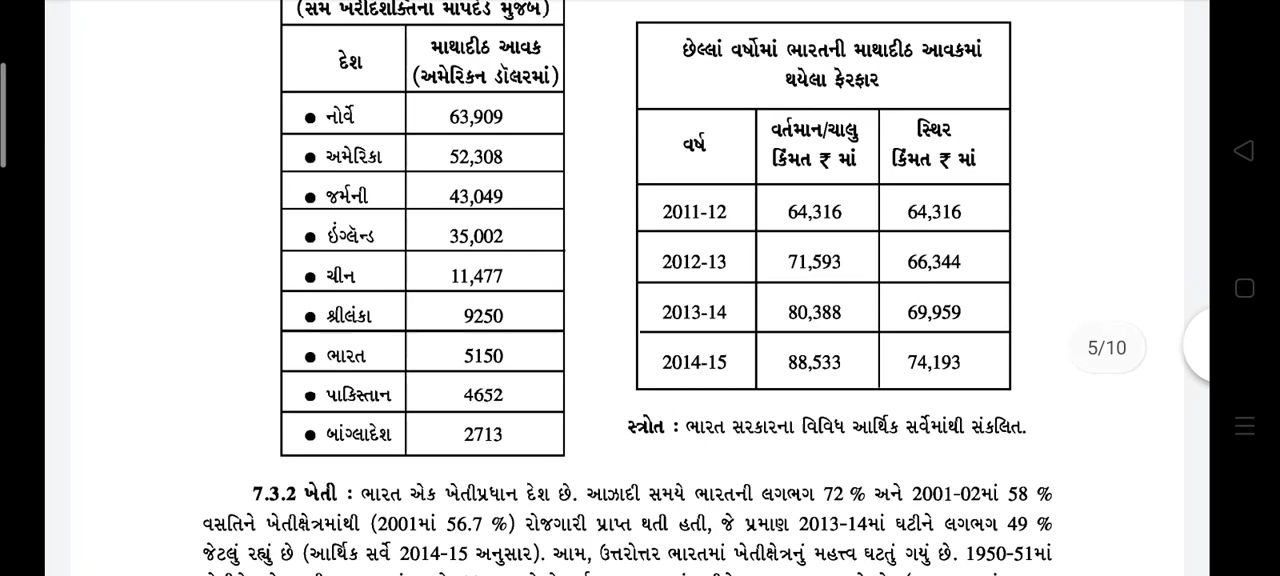 (સમ ખરીદશક્તિના માપદંડ મુજબ)
દેશ
માથાદીઠ આવક
(અમેરિકન ડૉલરમાં)
● નોર્વે 63,909
● અમેરિકા 52,308
● જર્મની 43,049
● ઇંગ્લૅન્ડ 35,002
● ચીન 11,477
● શ્રીલંકા 9250
● ભારત 5150
● પાકિસ્તાન 4652
● બાંગ્લાદેશ 2713
છેલ્લાં વર્ષોમાં ભારતની માથાદીઠ આવકમાં
થયેલા ફેરફાર
વર્ષ
વર્તમાન/ચાલુ
કિંમત ₹ માં
સ્થિર
કિંમત ₹ માં
2011-12 64,316 64,316
2012-13 71,593 66,344
2013-14 80,388 69,959
2014-15 88,533 74,193
સ્ત્રોત : ભારત સરકારના વિવિધ આર્થિક સર્વેમાંથી સંકલિત.
5/10
7.3.2 ખેતી : ભારત એક ખેતીપ્રધાન દેશ છે. આઝાદી સમયે ભારતની લગભગ 72 % અને 2001-02માં 58 %
વસતિને ખેતીક્ષેત્રમાંથી (2001માં 56.7 %) રોજગારી પ્રાપ્ત થતી હતી, જે પ્રમાણ 2013-14માં ઘટીને લગભગ 49 %
જેટલું રહ્યું છે (આર્થિક સર્વે 2014-15 અનુસાર). આમ, ઉત્તરોત્તર ભારતમાં ખેતીક્ષેત્રનું મહત્ત્વ ઘટતું ગયું છે. 1950-51માં